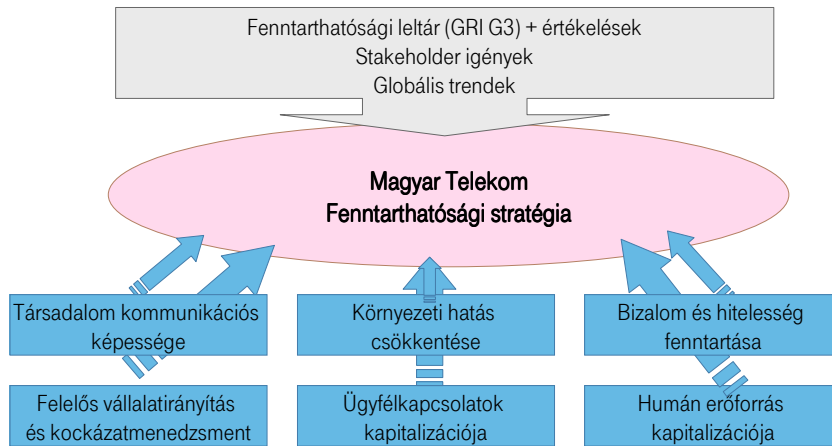 Fenntarthatósági leltár (GRI G3) + értékelések
Stakeholder igények
Globális trendek
Magyar Telekom
Fenntarthatósági stratégia
Társadalom kommunikációs
képessége
Környezeti hatás
csökkentése
Bizalom és hitelesség
fenntartása
Felelős vállalatirányítás
és kockázatmenedzsment
Ügyfélkapcsolatok
kapitalizációja
Humán erőforrás
kapitalizációja